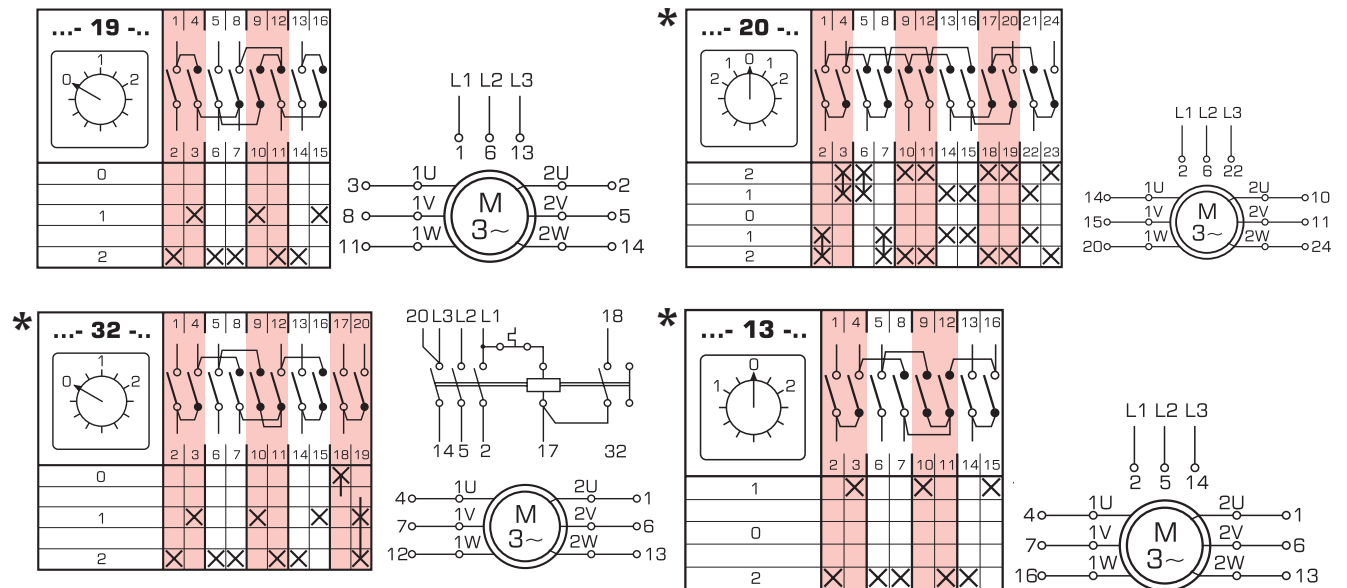 ...- 19 -..
0 1 2
1 4 5 8 9 12 13 16
2 3 6 7 10 11 14 15
0
1
2
L1 L2 L3
1 6 13
3 1U 2U 2
8 1V M 2V 5
11 1W 3~ 2W 14
* ...- 20 -..
2 1 0 1 2
1 4 5 8 9 12 13 16 17 20 21 24
2 3 6 7 10 11 14 15 18 19 22 23
2
1
0
1
2
L1 L2 L3
2 6 22
14 1U 2U 10
15 1V M 2V 11
20 1W 3~ 2W 24
* ...- 32 -..
0 1 2
1 4 5 8 9 12 13 16 17 20
2 3 6 7 10 11 14 15 18 19
0
1
2
20 L3 L2 L1 18
14 5 2 17 32
4 1U 2U 1
7 1V M 2V 6
12 1W 3~ 2W 13
* ...- 13 -..
1 0 2
1 4 5 8 9 12 13 16
2 3 6 7 10 11 14 15
1
0
2
L1 L2 L3
2 5 14
4 1U 2U 1
7 1V M 2V 6
16 1W 3~ 2W 13